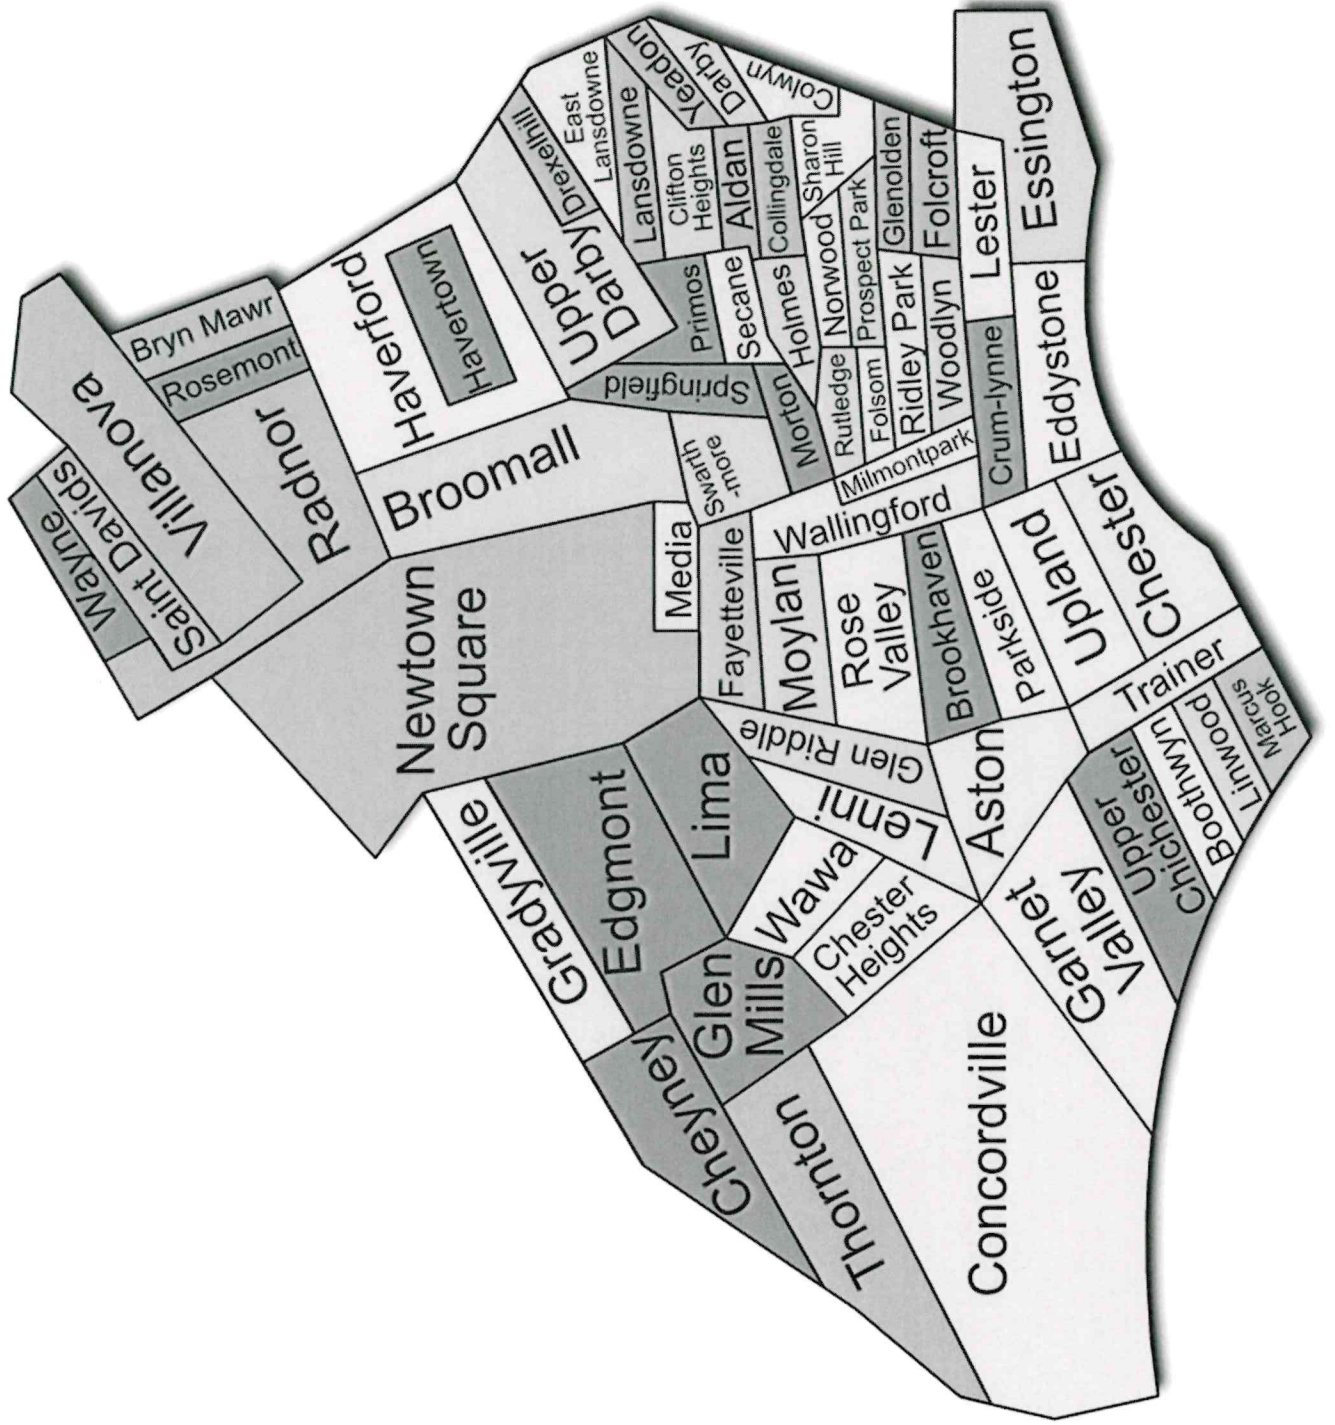 Essington
Colwyn
Darby
Yeadon
East
Lansdowne
Lansdowne
Drexelhill
Clifton
Heights
Aldan
Collingdale
Sharon
Hill
Glenolden
Folcroft
Lester
Upper
Darby
Haverford
Havertown
Bryn Mawr
Rosemont
Radnor
Villanova
Saint Davids
Wayne
Primos
Secane
Holmes
Norwood
Prospect Park
Ridley Park
Woodlyn
Crum-lynne
Eddystone
Springfield
Morton
Rutledge
Folsom
Milmontpark
Broomall
Swarth
-more
Wallingford
Media
Newtown
Square
Fayetteville
Moylan
Rose
Valley
Brookhaven
Parkside
Upland
Chester
Trainer
Marcus
Hook
Linwood
Boothwyn
Upper
Chichester
Glen Riddle
Lenni
Aston
Lima
Edgmont
Gradyville
Wawa
Chester
Heights
Garnet
Valley
Glen
Mills
Cheyney
Thornton
Concordville